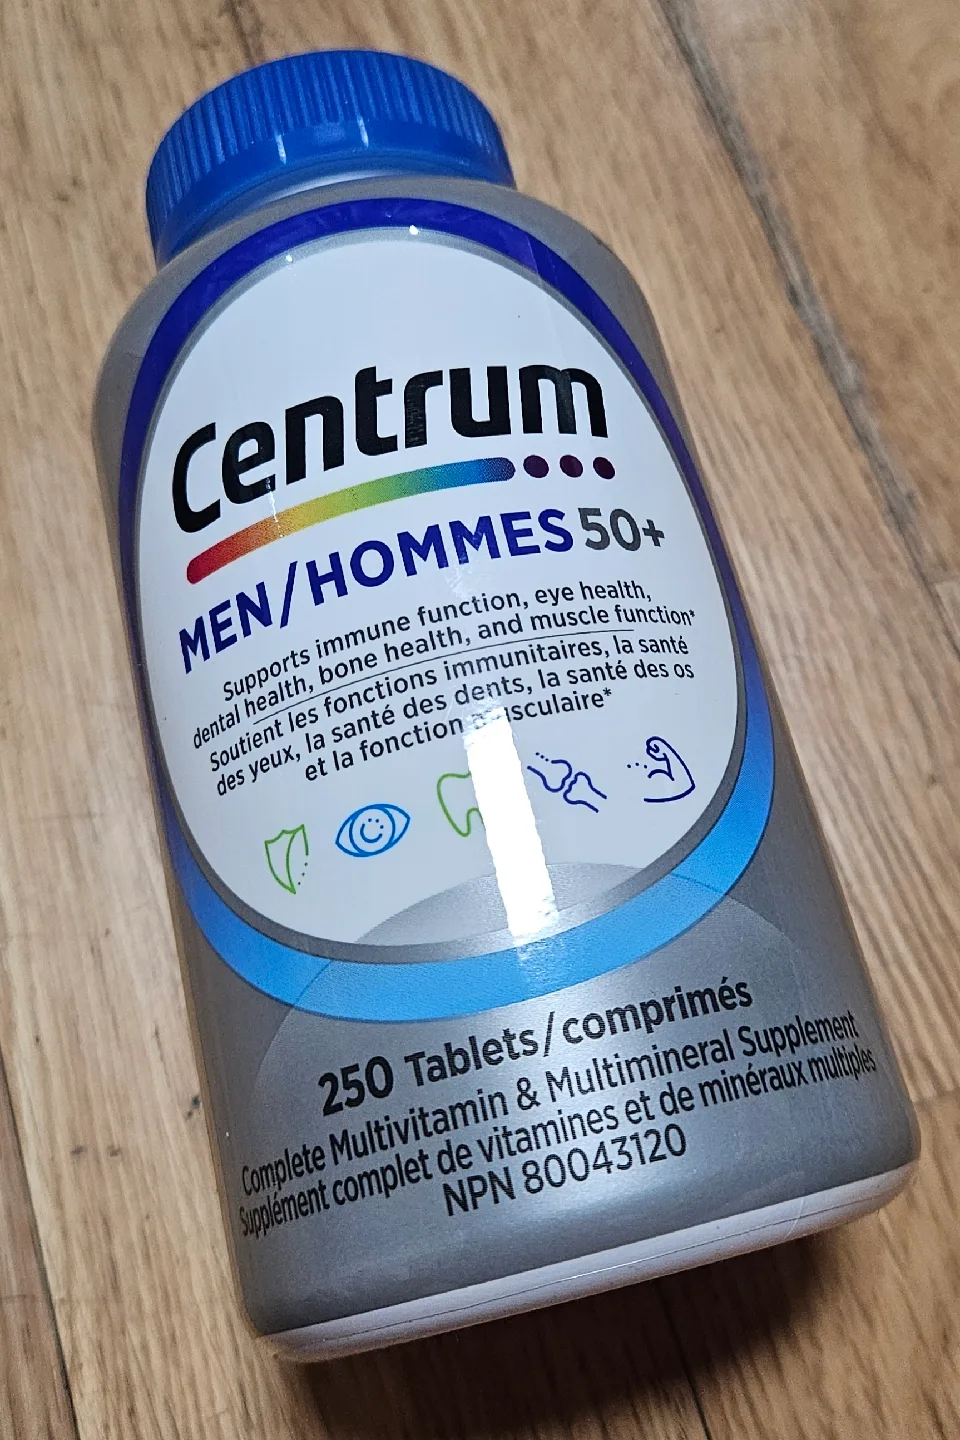 Centrum
MEN/HOMMES 50+
Supports immune function, eye health,
dental health, bone health, and muscle function*
Soutient les fonctions immunitaires, la santé
des yeux, la santé des dents, la santé des os
et la fonction musculaire*
250 Tablets/comprimés
Complete Multivitamin & Multimineral Supplement
Supplément complet de vitamines et de minéraux multiples
NPN 80043120